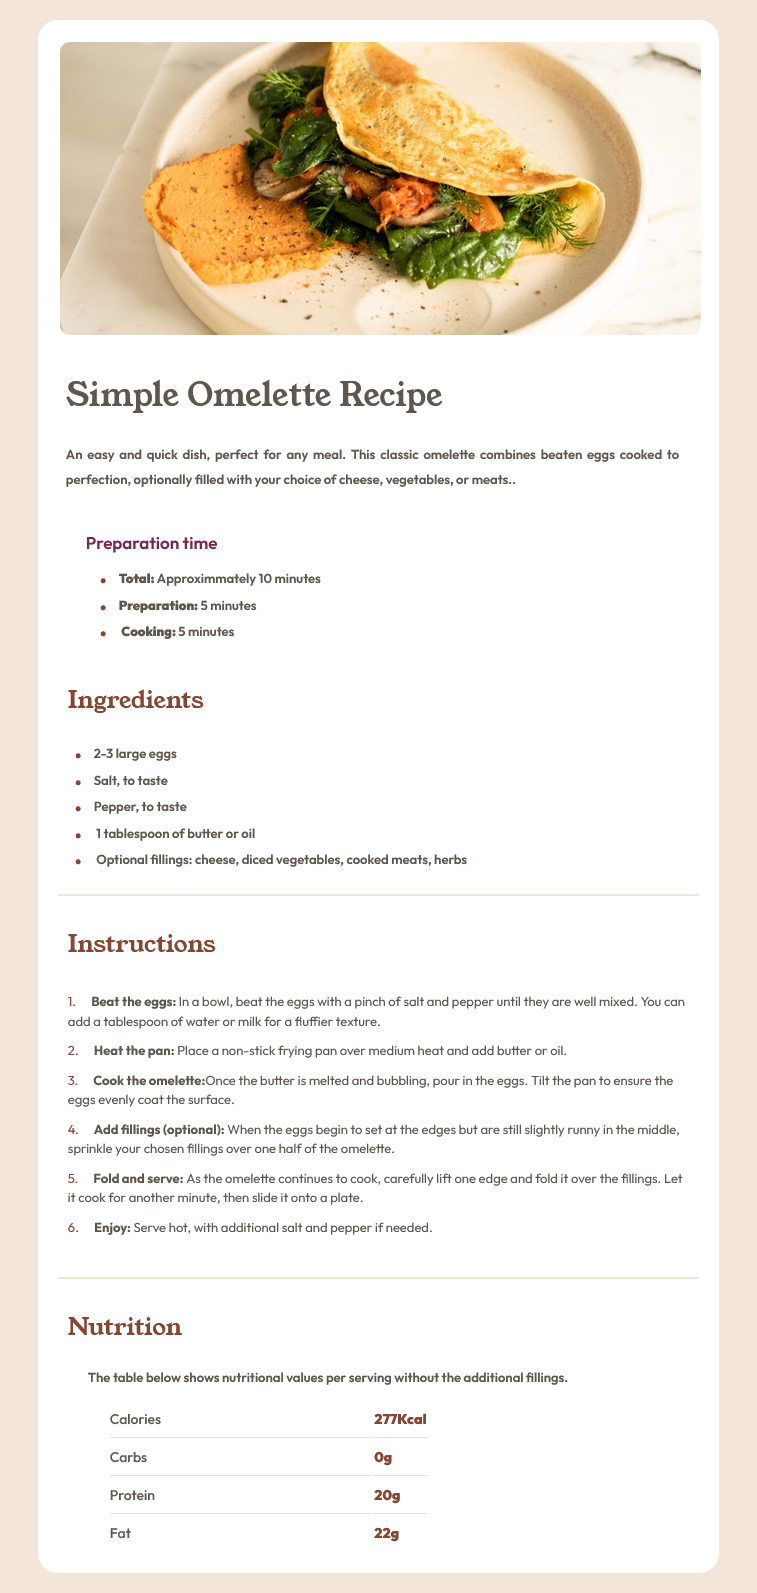 Simple Omelette Recipe
An easy and quick dish, perfect for any meal. This classic omelette combines beaten eggs cooked to
perfection, optionally filled with your choice of cheese, vegetables, or meats..
Preparation time
• Total: Approximmately 10 minutes
• Preparation: 5 minutes
• Cooking: 5 minutes
Ingredients
• 2-3 large eggs
• Salt, to taste
• Pepper, to taste
• 1 tablespoon of butter or oil
• Optional fillings: cheese, diced vegetables, cooked meats, herbs
Instructions
1. Beat the eggs: In a bowl, beat the eggs with a pinch of salt and pepper until they are well mixed. You can
add a tablespoon of water or milk for a fluffier texture.
2. Heat the pan: Place a non-stick frying pan over medium heat and add butter or oil.
3. Cook the omelette:Once the butter is melted and bubbling, pour in the eggs. Tilt the pan to ensure the
eggs evenly coat the surface.
4. Add fillings (optional): When the eggs begin to set at the edges but are still slightly runny in the middle,
sprinkle your chosen fillings over one half of the omelette.
5. Fold and serve: As the omelette continues to cook, carefully lift one edge and fold it over the fillings. Let
it cook for another minute, then slide it onto a plate.
6. Enjoy: Serve hot, with additional salt and pepper if needed.
Nutrition
The table below shows nutritional values per serving without the additional fillings.
Calories 277Kcal
Carbs 0g
Protein 20g
Fat 22g